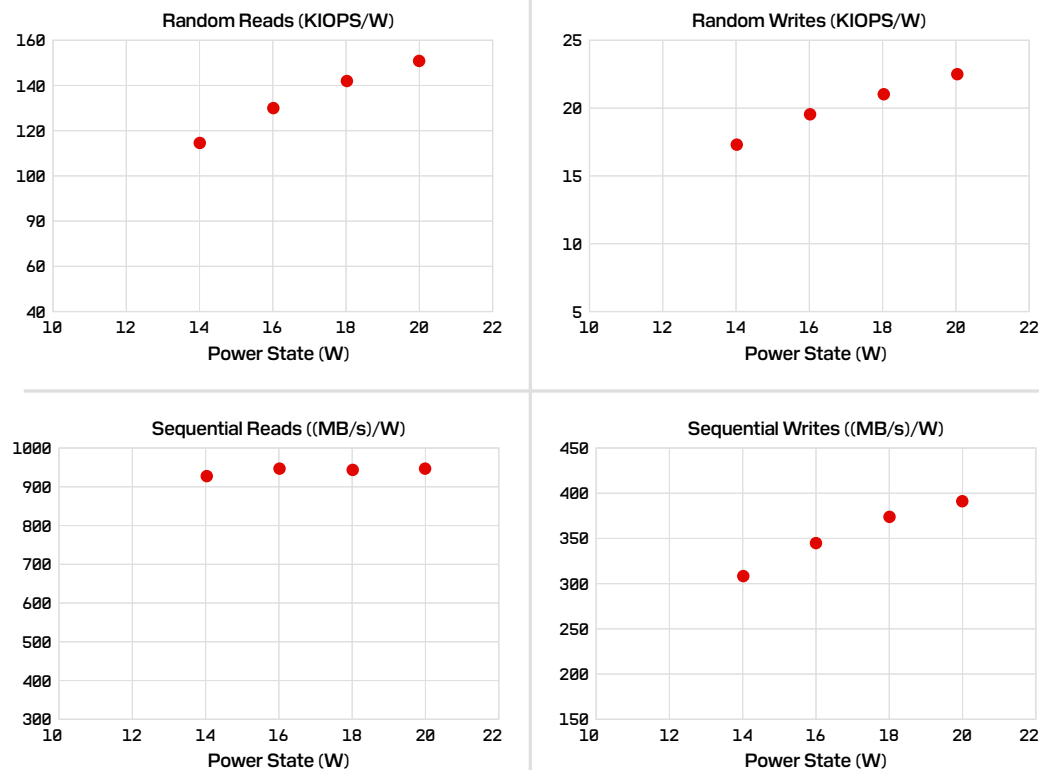 Random Reads (KIOPS/W)
160
140
120
100
90
60
40
10 12 14 16 18 20 22
Power State (W)
Random Writes (KIOPS/W)
25
20
15
10
5
10 12 14 16 18 20 22
Power State (W)
Sequential Reads ((MB/s)/W)
1000
900
800
700
600
500
400
300
10 12 14 16 18 20 22
Power State (W)
Sequential Writes ((MB/s)/W)
450
400
350
300
250
200
150
10 12 14 16 18 20 22
Power State (W)